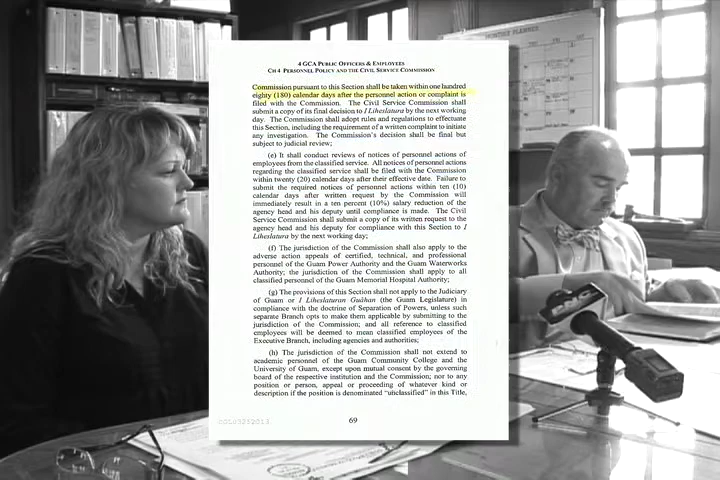 MONTHLY PLANNER
4 GCA PUBLIC OFFICERS & EMPLOYEES
CH 4 PERSONNEL POLICY AND THE CIVIL SERVICE COMMISSION
Commission pursuant to this Section shall be taken within one hundred
eighty (180) calendar days after the personnel action or complaint is
filed with the Commission. The Civil Service Commission shall
submit a copy of its final decision to I Liheslatura by the next working
day. The Commission shall adopt rules and regulations to effectuate
this Section, including the requirement of a written complaint to initiate
any investigation. The Commission's decision shall be final but
subject to judicial review;
(e) It shall conduct reviews of notices of personnel actions of
employees from the classified service. All notices of personnel actions
regarding the classified service shall be filed with the Commission
within twenty (20) calendar days after their effective date. Failure to
submit the required notices of personnel actions within ten (10)
calendar days after written request by the Commission will
immediately result in a ten percent (10%) salary reduction of the
agency head and his deputy until compliance is made. The Civil
Service Commission shall submit a copy of its written request to the
agency head and his deputy for compliance with this Section to I
Liheslatura by the next working day;
(f) The jurisdiction of the Commission shall also apply to the
adverse action appeals of certified, technical, and professional
personnel of the Guam Power Authority and the Guam Waterworks
Authority; the jurisdiction of the Commission shall apply to all
classified personnel of the Guam Memorial Hospital Authority;
(g) The provisions of this Section shall not apply to the Judiciary
of Guam or I Liheslaturan Guåhan (the Guam Legislature) in
compliance with the doctrine of Separation of Powers, unless such
separate Branch opts to make them applicable by submitting to the
jurisdiction of the Commission; and all reference to classified
employees will be deemed to mean classified employees of the
Executive Branch, including agencies and authorities;
(h) The jurisdiction of the Commission shall not extend to
academic personnel of the Guam Community College and the
University of Guam, except upon mutual consent by the governing
board of the respective institution and the Commission; nor to any
position or person, appeal or proceeding of whatever kind or
description if the position is denominated "unclassified" in this Title,
COL03252013
69